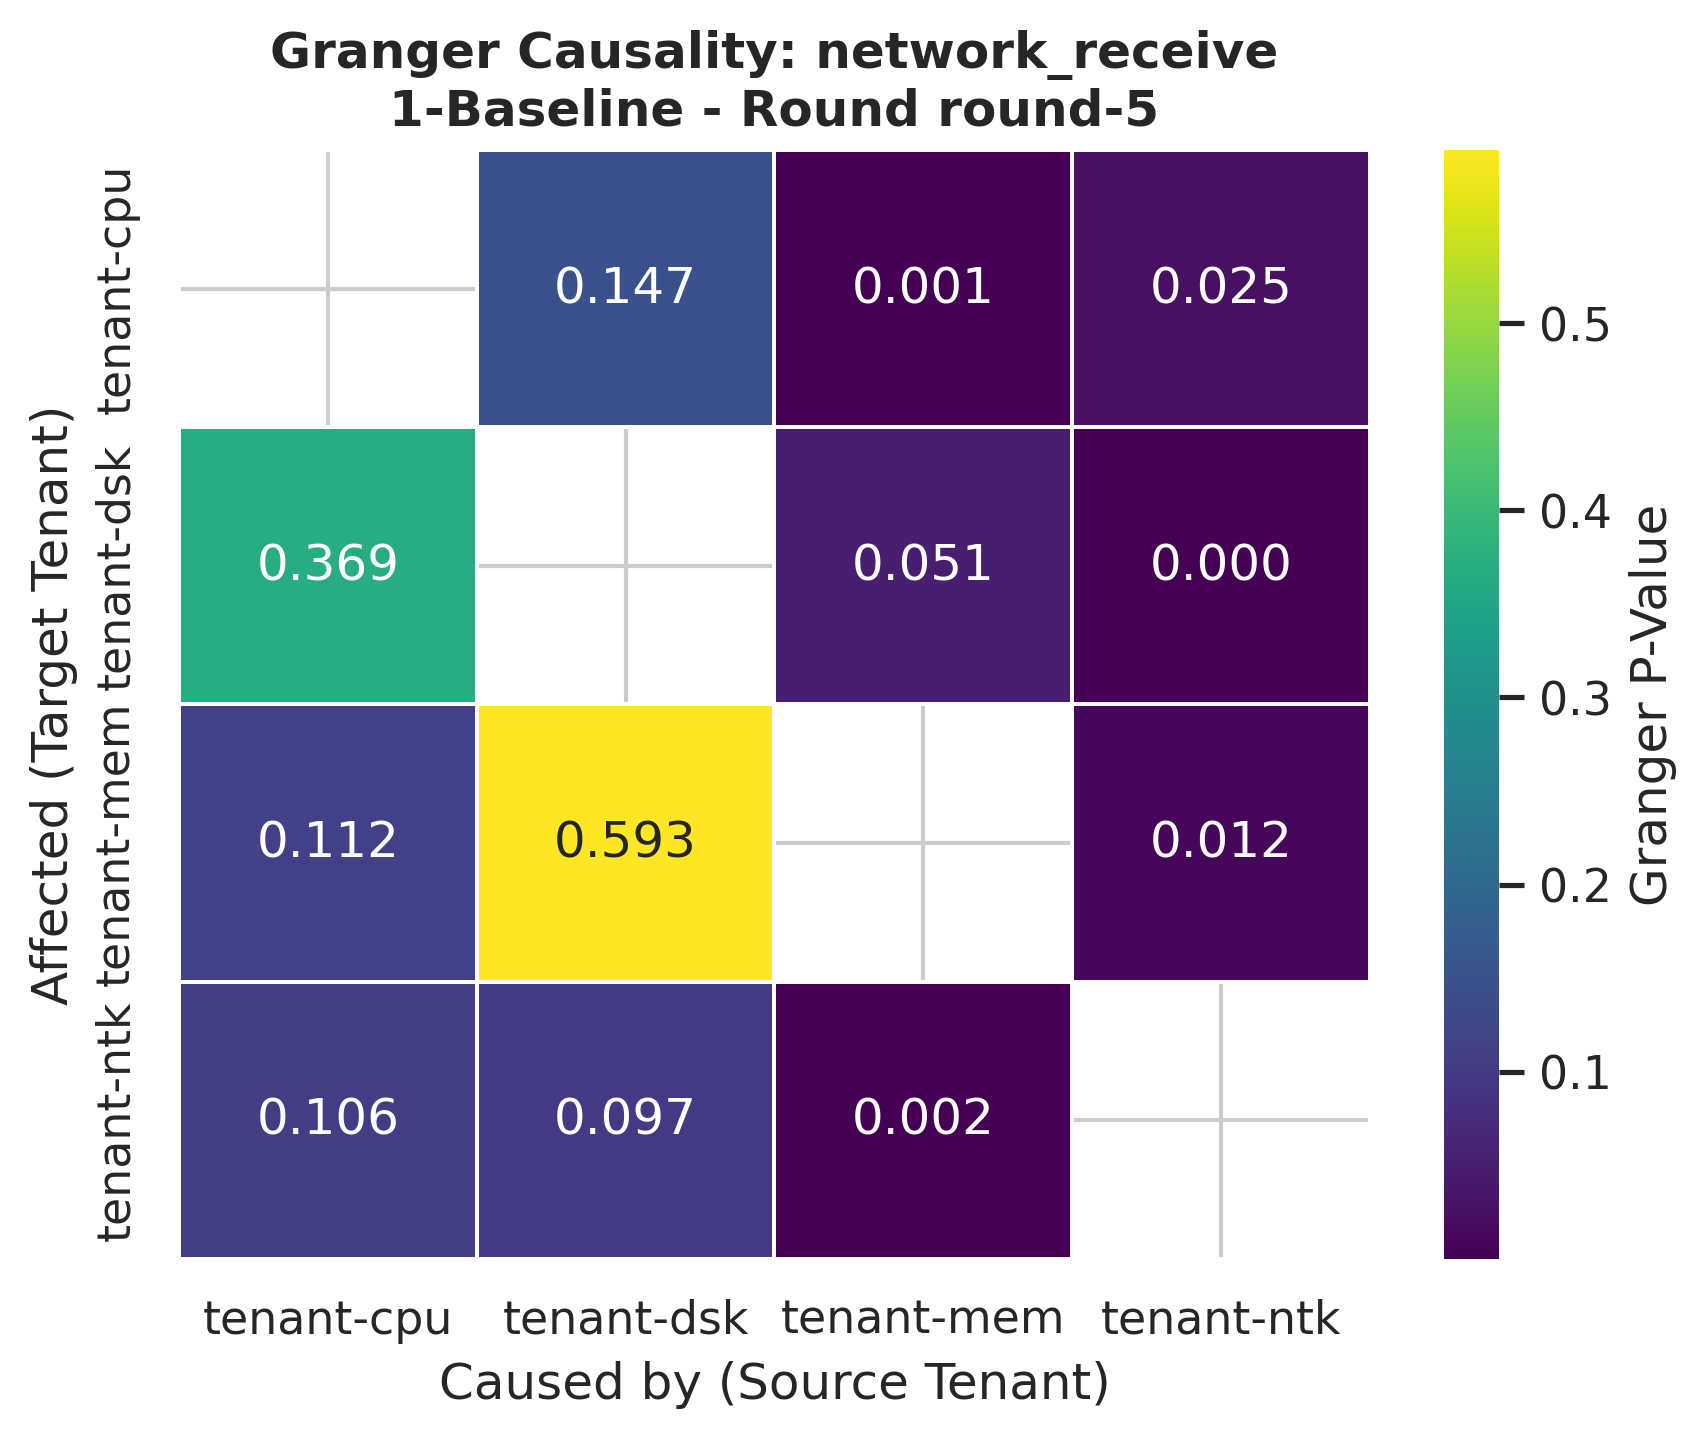 Granger Causality: network_receive
1-Baseline - Round round-5
Affected (Target Tenant)
tenant-cpu
0.147
0.001
0.025
tenant-dsk
0.369
0.051
0.000
tenant-mem
0.112
0.593
0.012
tenant-ntk
0.106
0.097
0.002
tenant-cpu
tenant-dsk
tenant-mem
tenant-ntk
Caused by (Source Tenant)
0.5
0.4
0.3
0.2
0.1
Granger P-Value